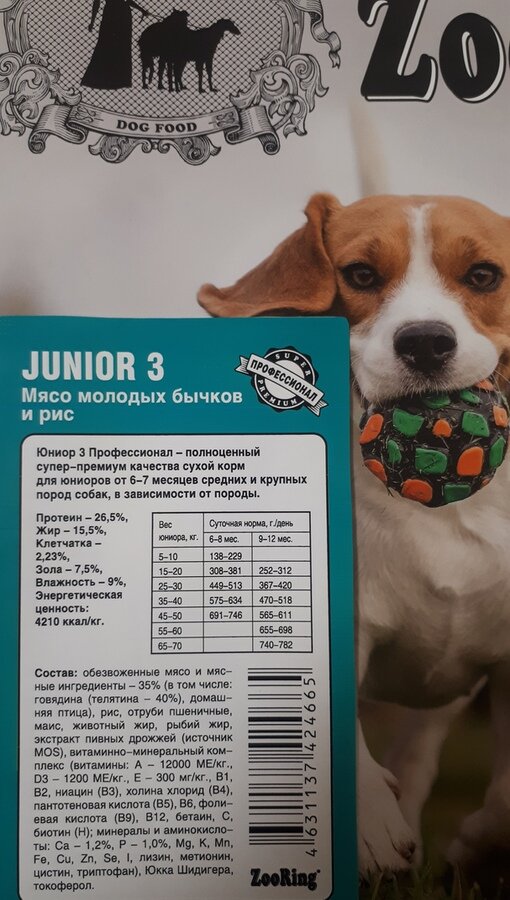 DOG FOOD
Zo
JUNIOR 3
Мясо молодых бычков
и рис
SUPER
ПРОФЕССИОНАЛ
PREMIUM
Юниор 3 Профессионал – полноценный
супер-премиум качества сухой корм
для юниоров от 6–7 месяцев средних и крупных
пород собак, в зависимости от породы.
Протеин – 26,5%,
Жир – 15,5%,
Клетчатка –
2,23%,
Зола – 7,5%,
Влажность – 9%,
Энергетическая
ценность:
4210 ккал/кг.
Вес юниора, кг. Суточная норма, г./день
6–8 мес. 9–12 мес.
5–10 138–229
15–20 308–381 252–312
25–30 449–513 367–420
35–40 575–634 470–518
45–50 691–746 565–611
55–60 655–698
65–70 740–782
Состав: обезвоженные мясо и мяс-
ные ингредиенты – 35% (в том числе:
говядина (телятина – 40%), домаш-
няя птица), рис, отруби пшеничные,
маис, животный жир, рыбий жир,
экстракт пивных дрожжей (источник
MOS), витаминно-минеральный ком-
плекс (витамины: А – 12000 МЕ/кг.,
D3 – 1200 МЕ/кг., Е – 300 мг/кг., В1,
В2, ниацин (В3), холина хлорид (В4),
пантотеновая кислота (В5), В6, фоли-
евая кислота (В9), В12, бетаин, С,
биотин (Н); минералы и аминокисло-
ты: Ca – 1,2%, P – 1,0%, Mg, K, Mn,
Fe, Cu, Zn, Se, I, лизин, метионин,
цистин, триптофан), Юкка Шидигера,
токоферол.
4 631137 424665
ZooRing